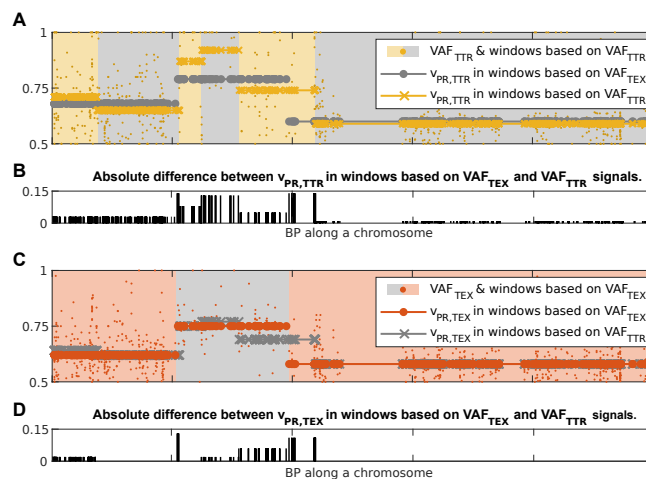 A
1
0.75
0.5
VAF_TTR & windows based on VAF_TTR
v_PR,TTR in windows based on VAF_TEX
v_PR,TTR in windows based on VAF_TTR
B
Absolute difference between v_PR,TTR in windows based on VAF_TEX and VAF_TTR signals.
0.15
0
BP along a chromosome
C
1
0.75
0.5
VAF_TEX & windows based on VAF_TEX
v_PR,TEX in windows based on VAF_TEX
v_PR,TEX in windows based on VAF_TTR
D
Absolute difference between v_PR,TEX in windows based on VAF_TEX and VAF_TTR signals.
0.15
0
BP along a chromosome